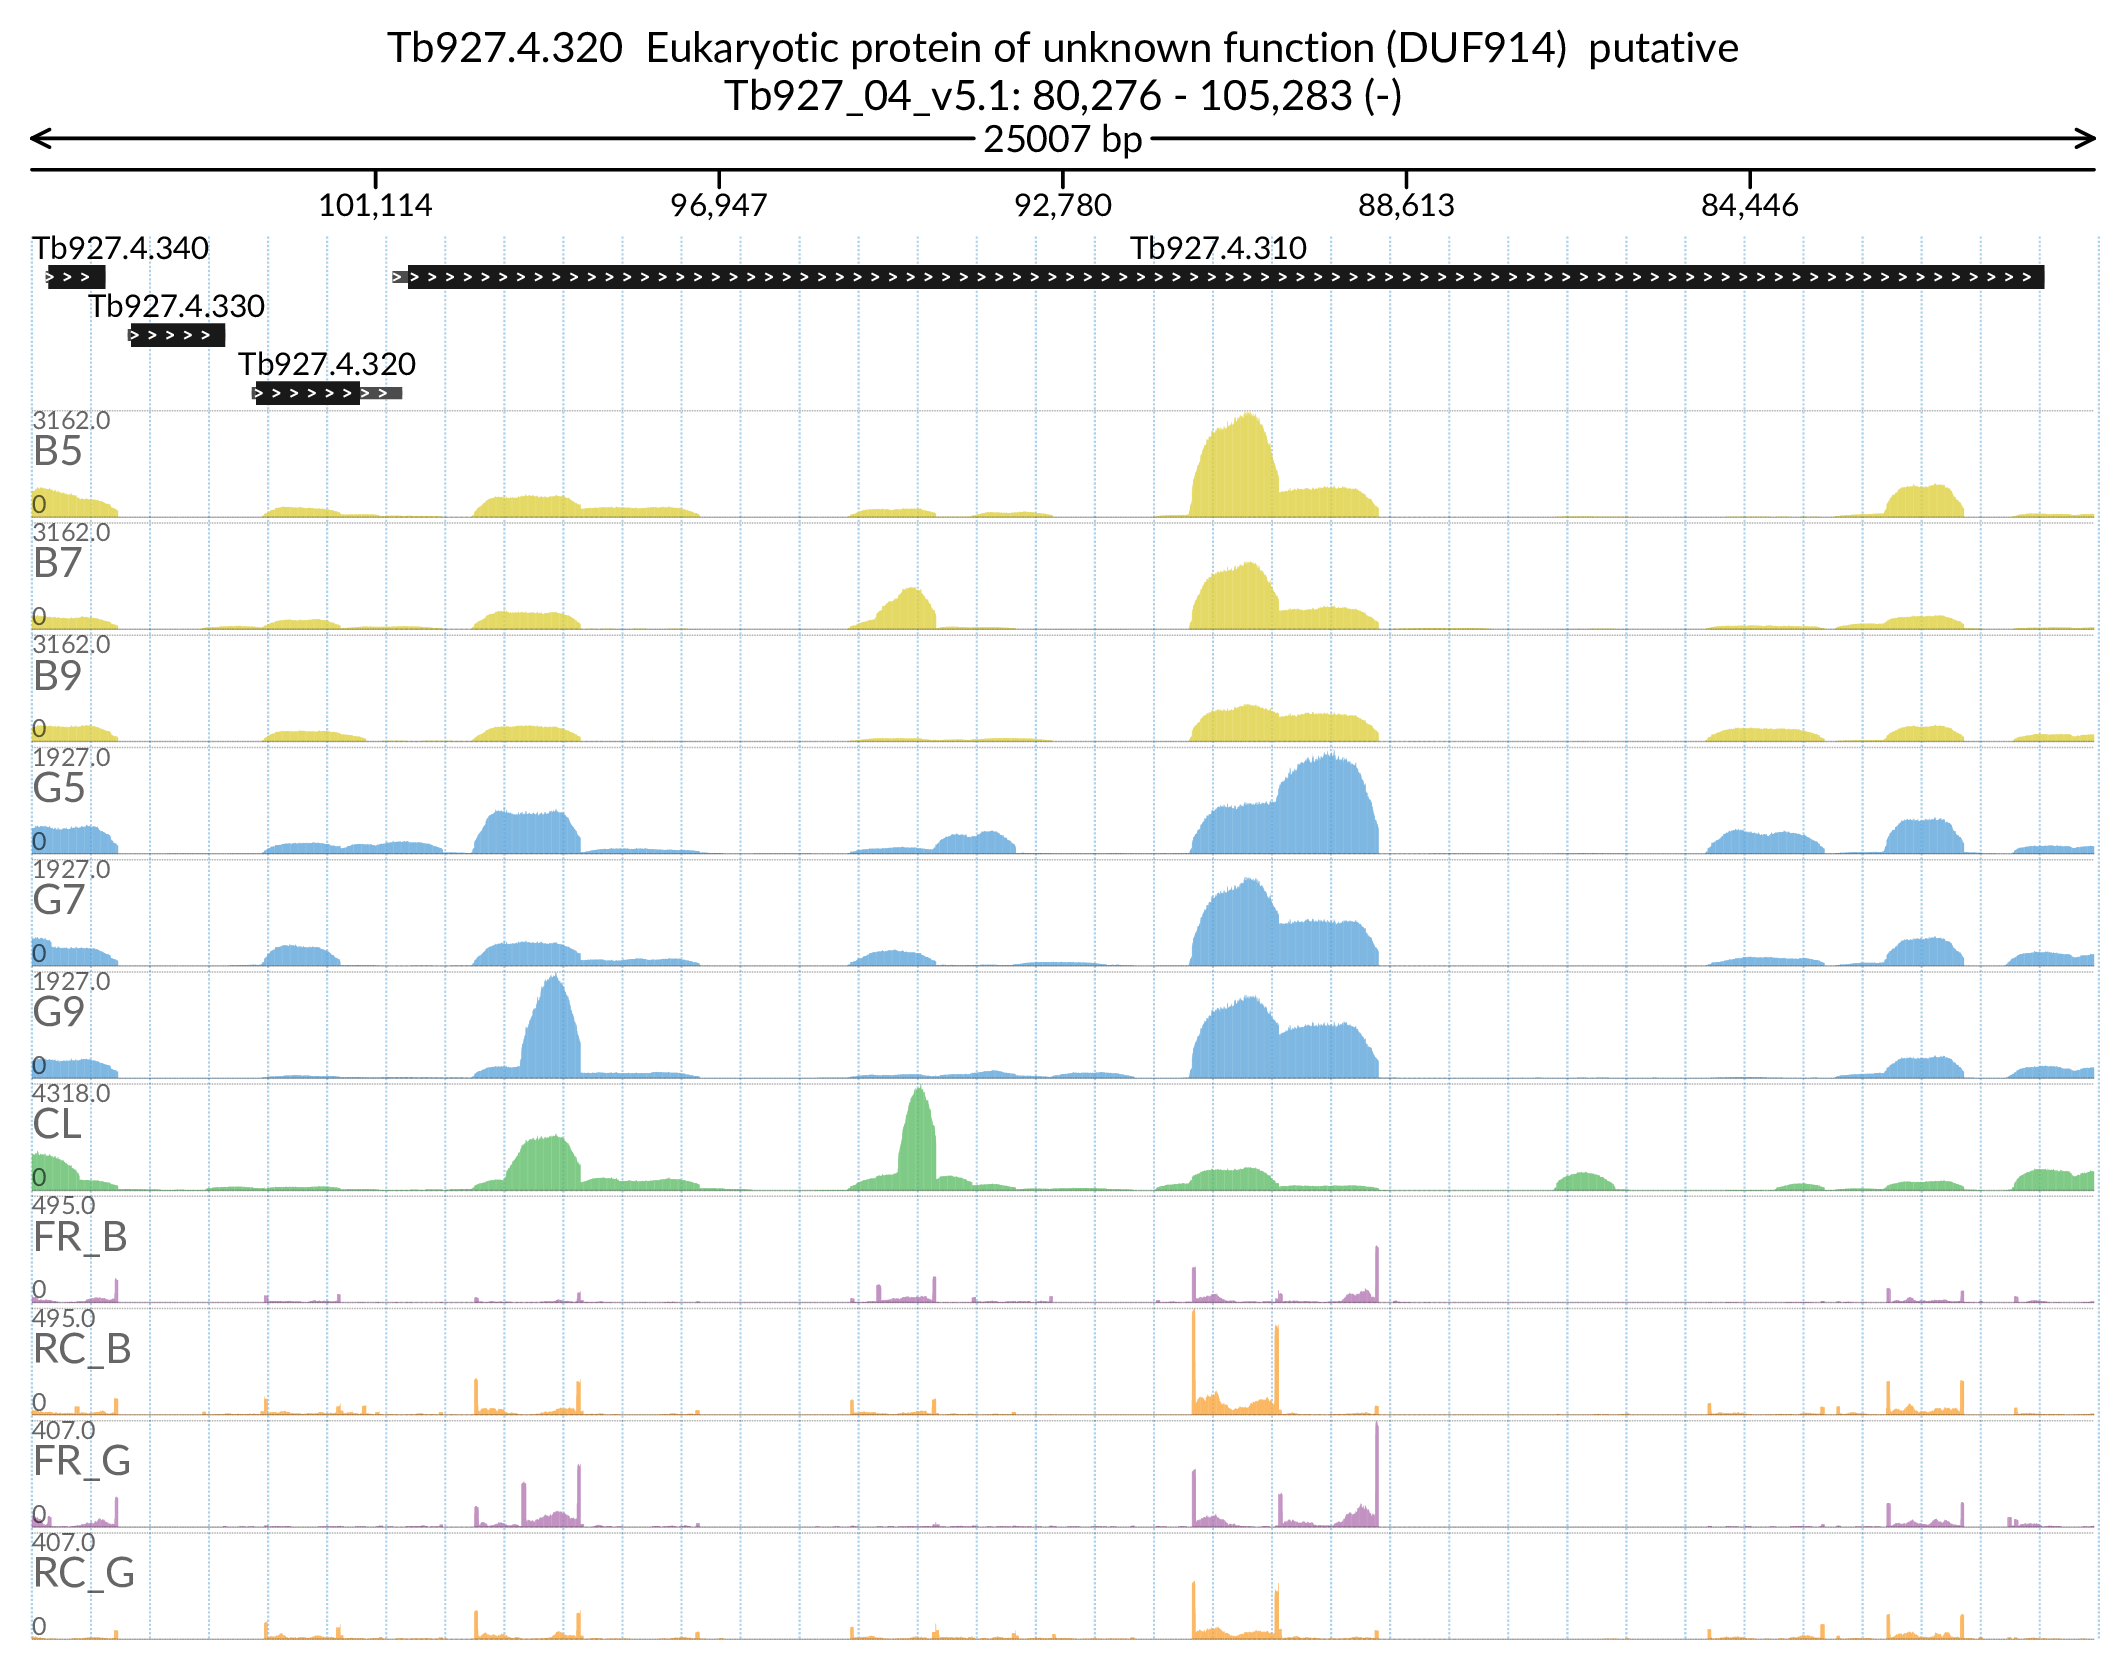 Tb927.4.320  Eukaryotic protein of unknown function (DUF914)  putative
Tb927_04_v5.1: 80,276 - 105,283 (-)
25007 bp
101,114 96,947 92,780 88,613 84,446
Tb927.4.340 Tb927.4.310
Tb927.4.330
Tb927.4.320
3162.0
B5
0
3162.0
B7
0
3162.0
B9
0
1927.0
G5
0
1927.0
G7
0
1927.0
G9
0
4318.0
CL
0
495.0
FR_B
0
495.0
RC_B
0
407.0
FR_G
0
407.0
RC_G
0